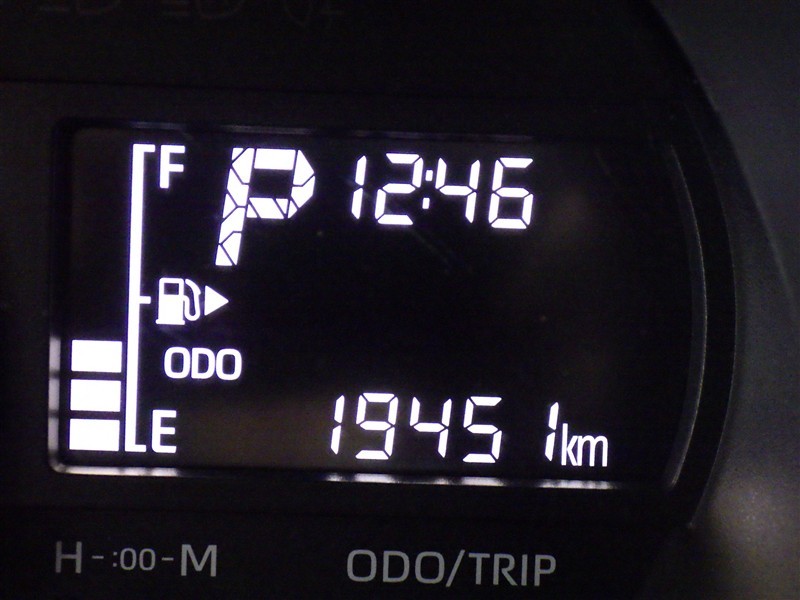 F P 12:46
ODO
E 19451km
H-:00-M ODO/TRIP